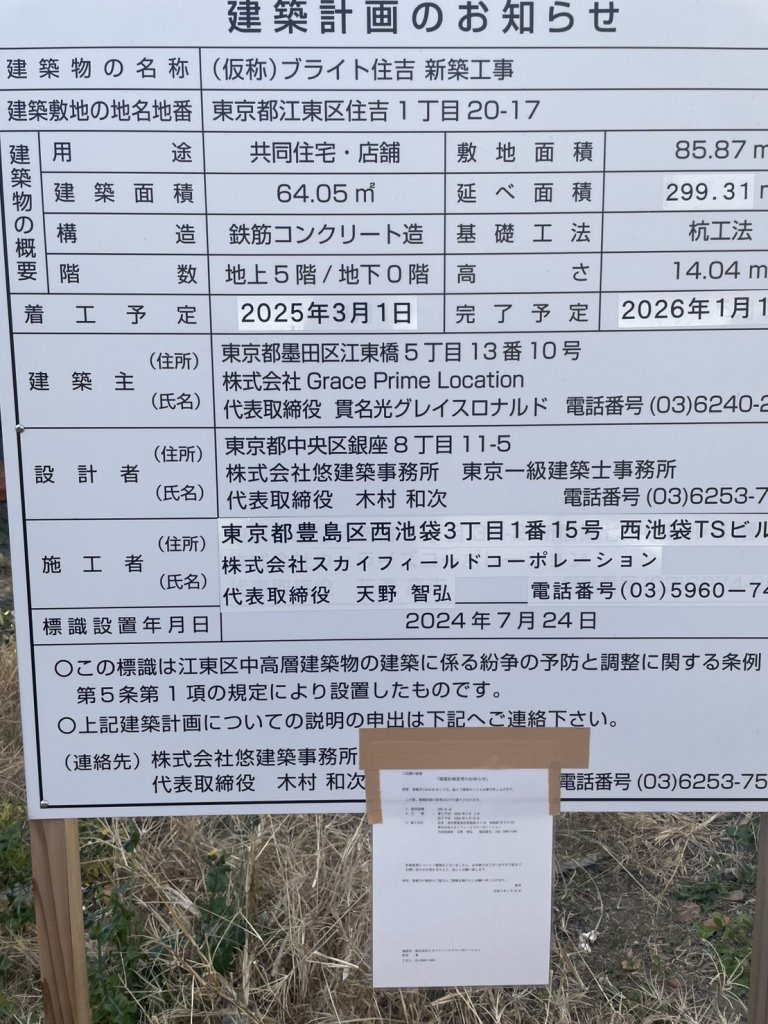 建築計画のお知らせ
建築物の名称 (仮称)ブライト住吉 新築工事
建築敷地の地名地番 東京都江東区住吉1丁目20-17
建築物の概要
用途 共同住宅・店舗 敷地面積 85.87
建築面積 64.05㎡ 延べ面積 299.31
構造 鉄筋コンクリート造 基礎工法 杭工法
階数 地上5階/地下0階 高さ 14.04
着工予定 2025年3月1日 完了予定 2026年1月1
建築主 (住所) 東京都墨田区江東橋5丁目13番10号
株式会社 Grace Prime Location
(氏名) 代表取締役 貫名光グレイスロナルド 電話番号(03)6240-2
設計者 (住所) 東京都中央区銀座8丁目11-5
株式会社悠建築事務所 東京一級建築士事務所
(氏名) 代表取締役 木村 和次 電話番号(03)6253-7
施工者 (住所) 東京都豊島区西池袋3丁目1番15号 西池袋TSビル
株式会社スカイフィールドコーポレーション
(氏名) 代表取締役 天野 智弘 電話番号(03)5960-74
標識設置年月日 2024年7月24日
○この標識は江東区中高層建築物の建築に係る紛争の予防と調整に関する条例
第5条第1項の規定により設置したものです。
○上記建築計画についての説明の申出は下記へご連絡下さい。
(連絡先) 株式会社悠建築事務所
代表取締役 木村 和次 電話番号(03)6253-75
「建築計画変更のお知らせ」